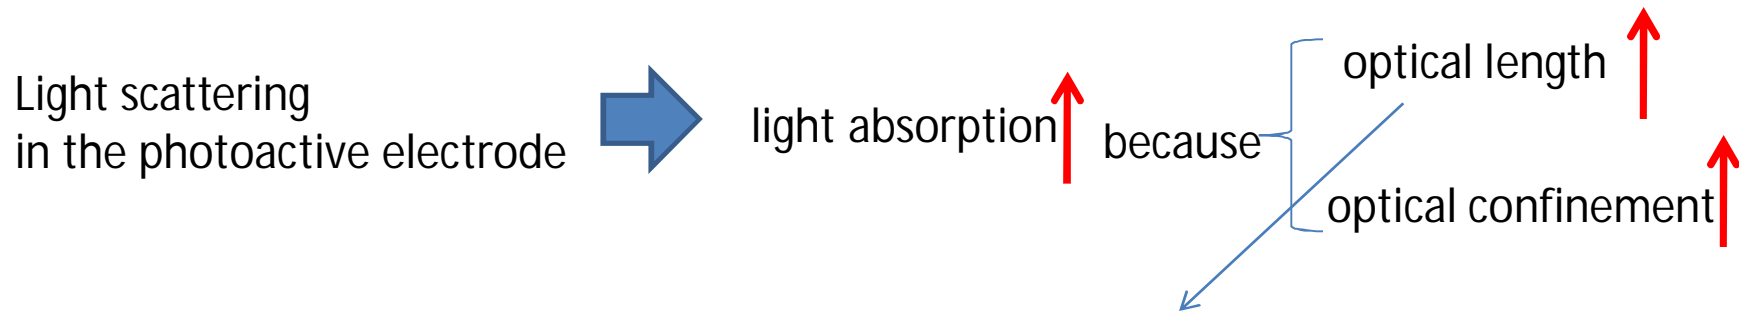 Light scattering
in the photoactive electrode
light absorption
because
optical length
optical confinement